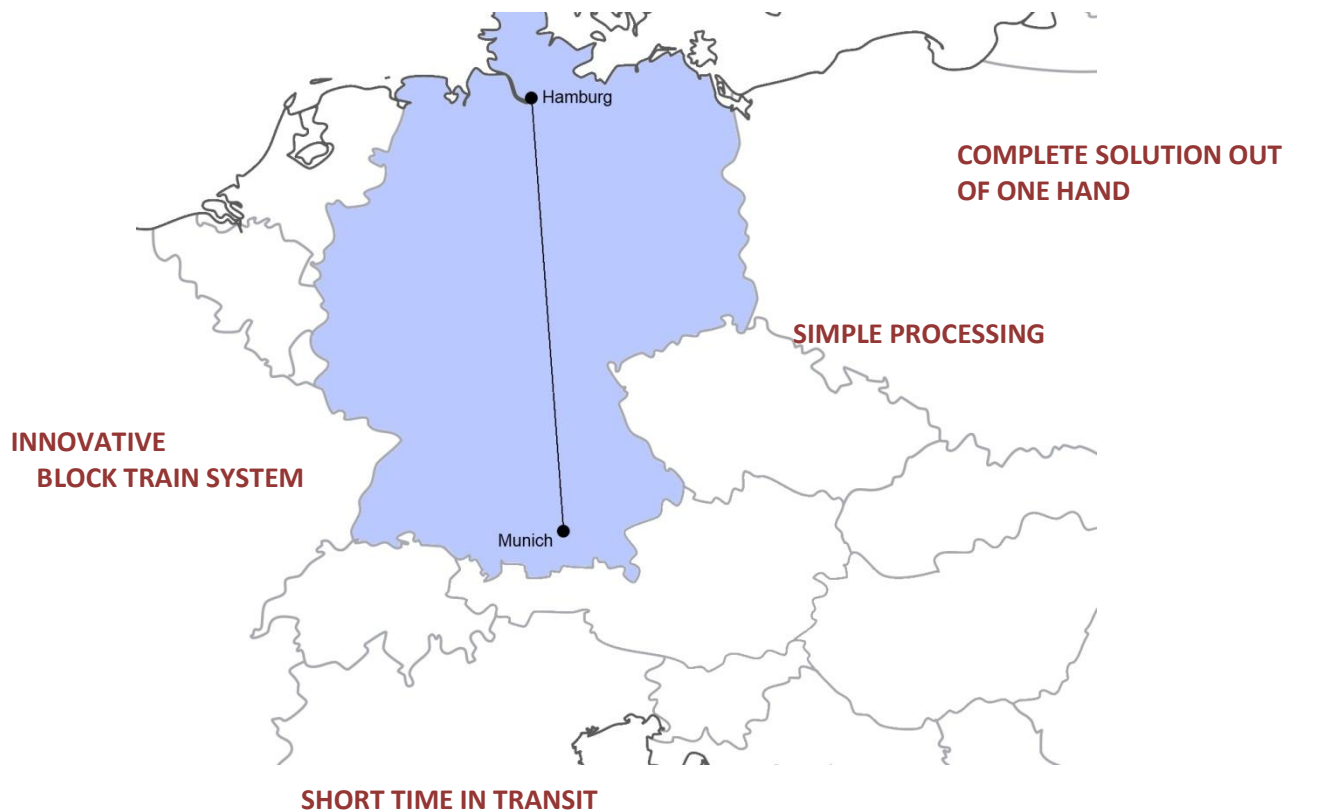 Hamburg
COMPLETE SOLUTION OUT
OF ONE HAND
SIMPLE PROCESSING
INNOVATIVE
BLOCK TRAIN SYSTEM
Munich
SHORT TIME IN TRANSIT